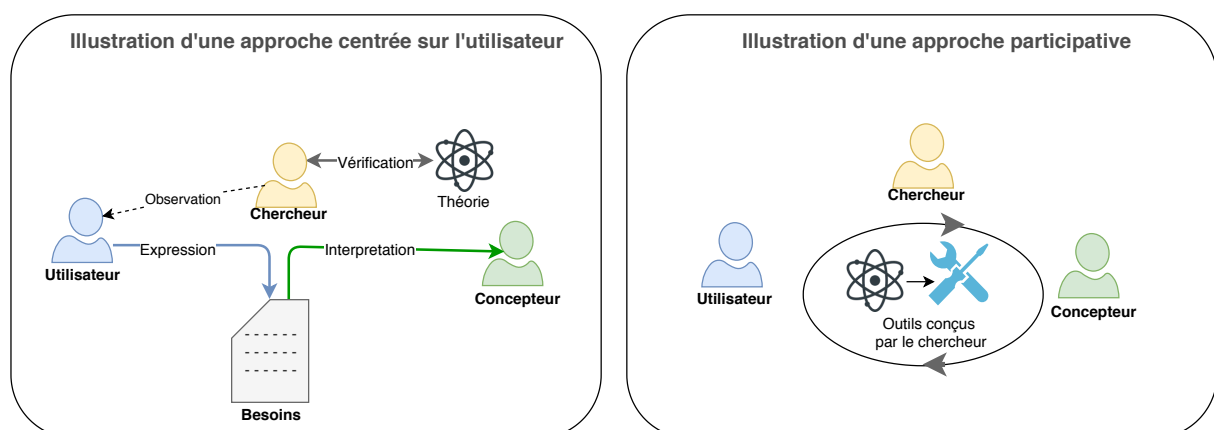 Illustration d'une approche centrée sur l'utilisateur
Vérification
Théorie
Observation
Chercheur
Expression
Interpretation
Utilisateur
Concepteur
Besoins
Illustration d'une approche participative
Chercheur
Utilisateur
Concepteur
Outils conçus
par le chercheur